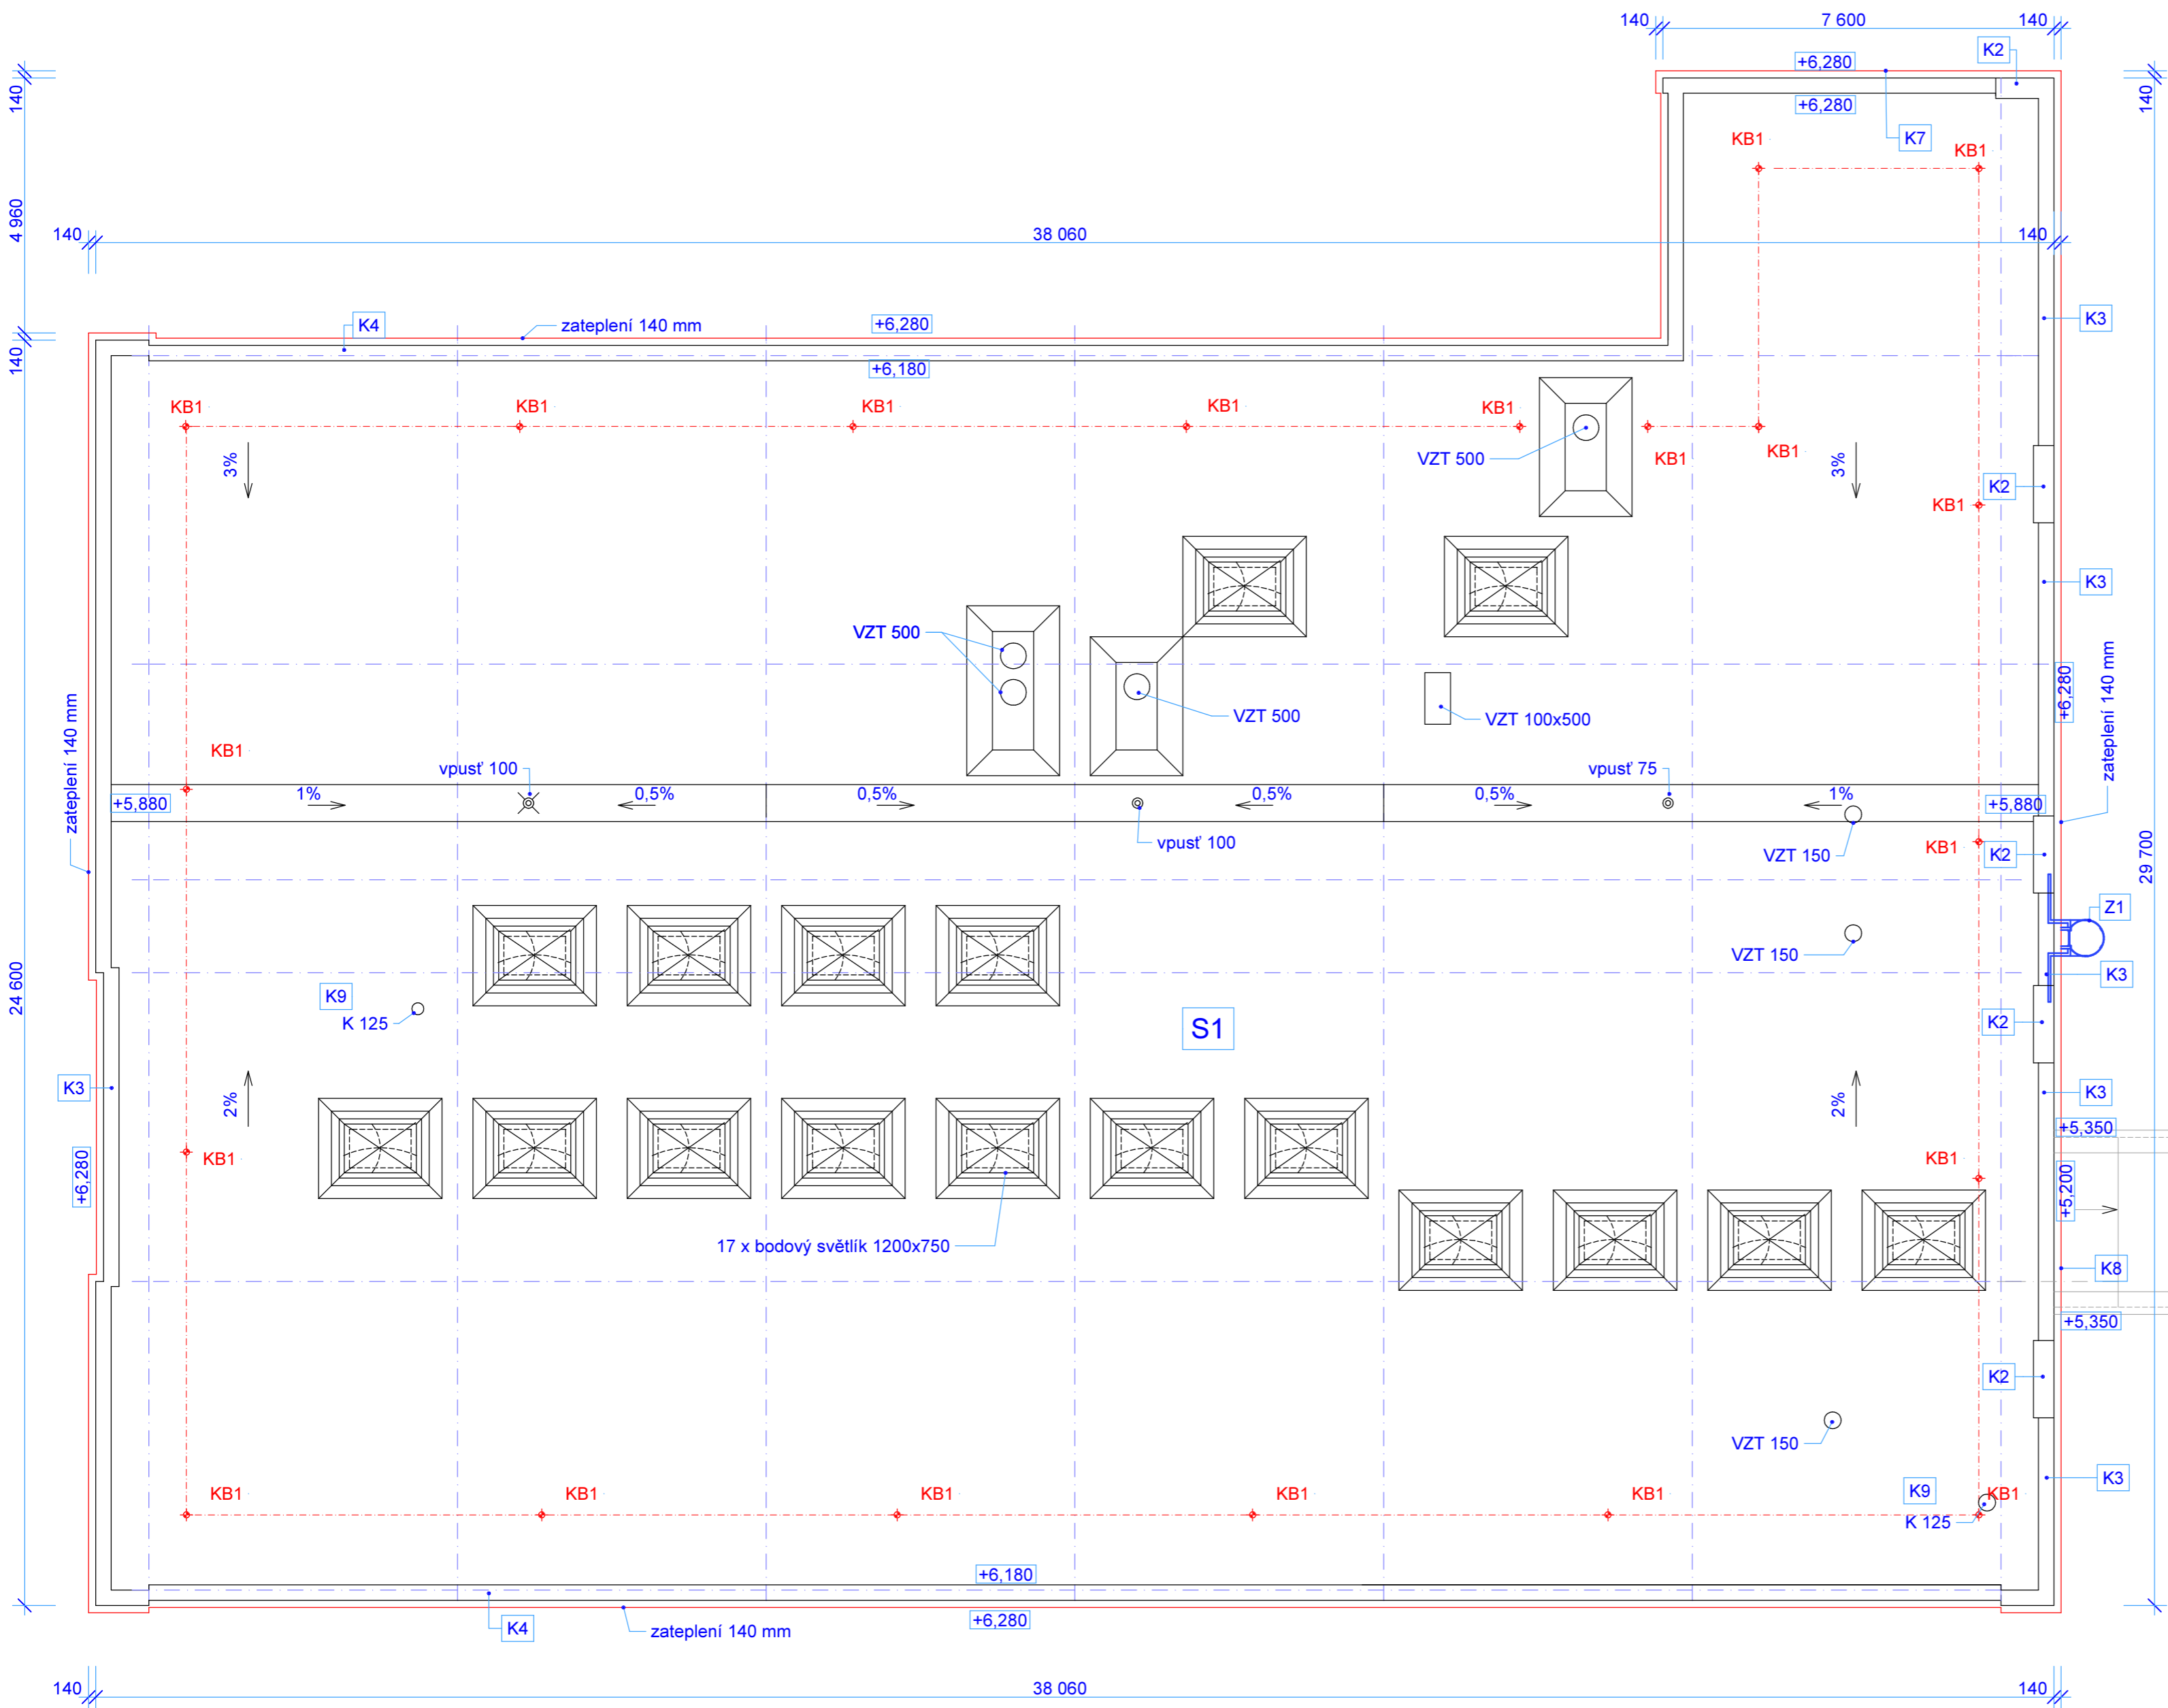 140
7 600
140
K2
+6,280
140
140
+6,280
K7
KB1
KB1
4 960
140
38 060
140
K3
K4
zateplení 140 mm
+6,280
140
+6,180
KB1
KB1
KB1
KB1
KB1
KB1
KB1
3%
VZT 500
3%
K2
KB1
K3
VZT 500
zateplení 140 mm
+6,280
zateplení 140 mm
VZT 500
VZT 100x500
KB1
vpusť 100
vpusť 75
+5,880
1%
0,5%
0,5%
0,5%
0,5%
1%
+5,880
vpusť 100
VZT 150
KB1
K2
29 700
Z1
VZT 150
K3
24 600
K9
K 125
S1
K2
K3
2%
2%
K3
+5,350
KB1
KB1
+6,280
+5,200
17 x bodový světlík 1200x750
K8
+5,350
K2
VZT 150
K3
KB1
KB1
KB1
KB1
KB1
K9
KB1
K 125
+6,180
+6,280
K4
zateplení 140 mm
140
38 060
140